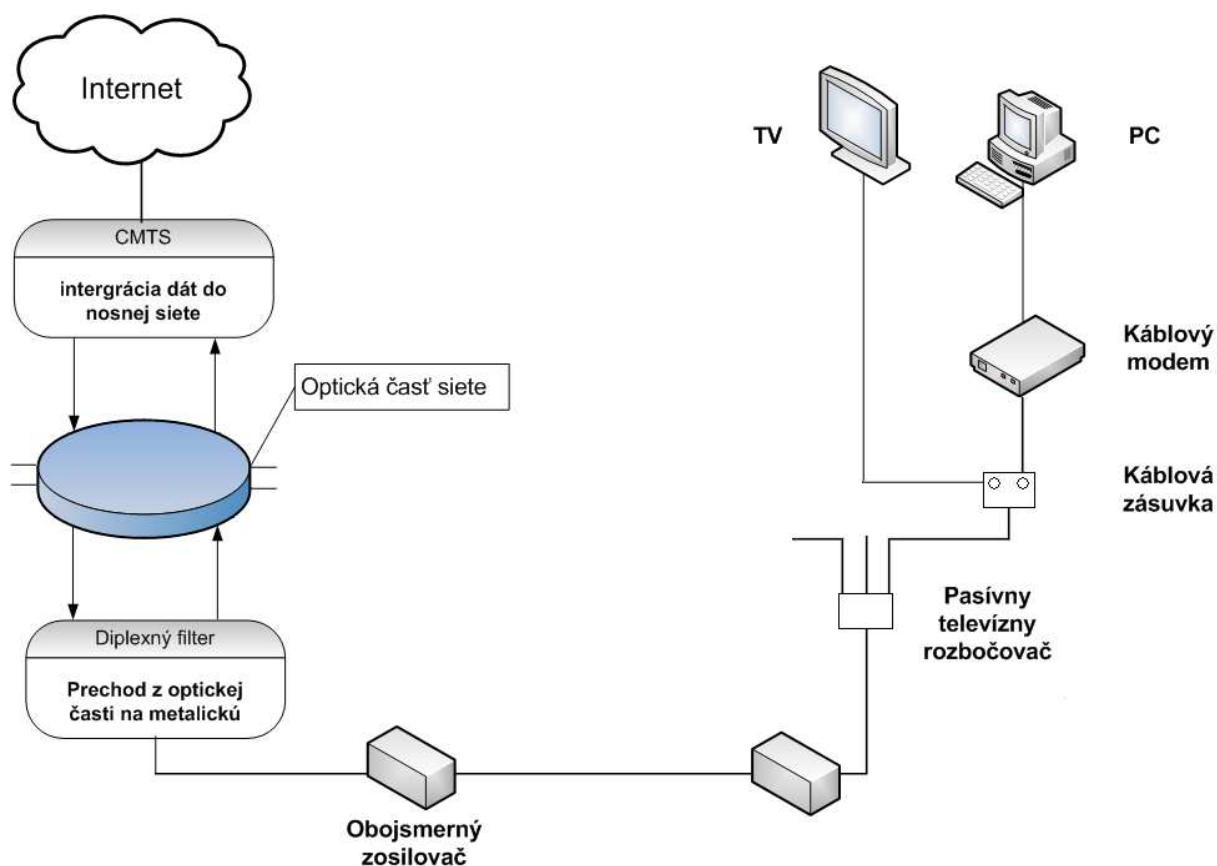 Internet
TV
PC
CMTS
intergrácia dát do
nosnej siete
Káblový
modem
Optická časť siete
Káblová
zásuvka
Pasívny
televízny
rozbočovač
Diplexný filter
Prechod z optickej
časti na metalickú
Obojsmerný
zosilovač